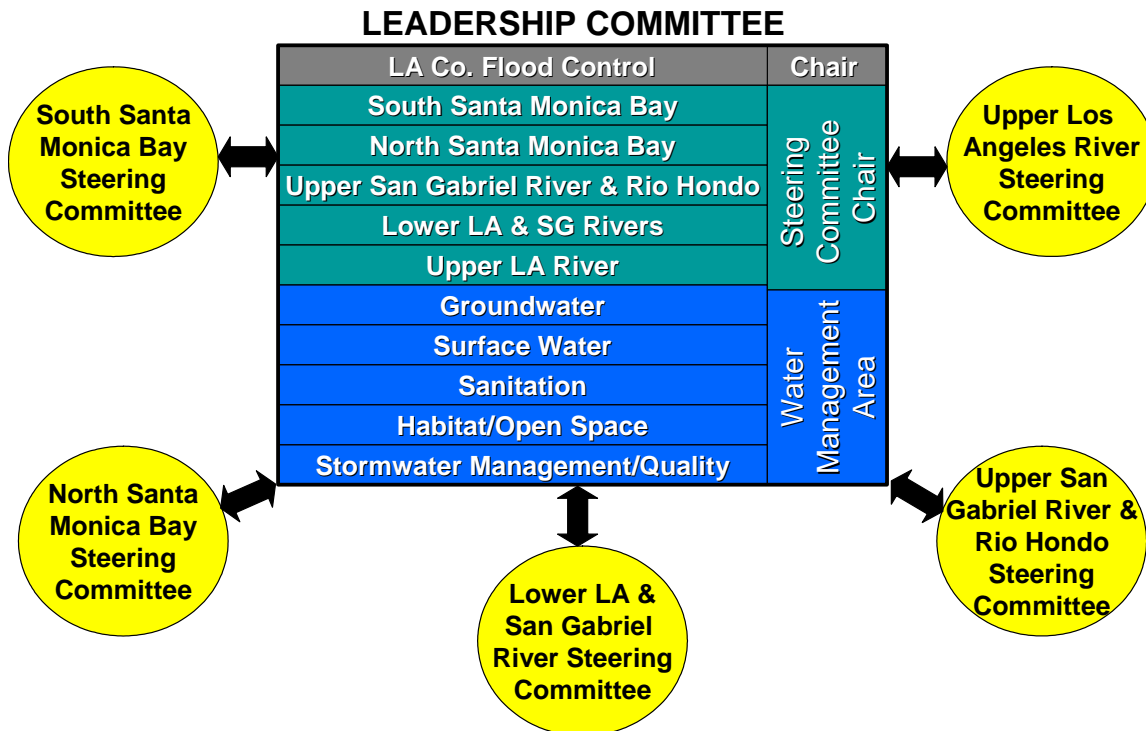 LEADERSHIP COMMITTEE
LA Co. Flood Control
Chair
South Santa Monica Bay
North Santa Monica Bay
Upper San Gabriel River & Rio Hondo
Lower LA & SG Rivers
Upper LA River
Steering
Committee
Chair
Groundwater
Surface Water
Sanitation
Habitat/Open Space
Stormwater Management/Quality
Water
Management
Area
South Santa
Monica Bay
Steering
Committee
Upper Los
Angeles River
Steering
Committee
North Santa
Monica Bay
Steering
Committee
Lower LA &
San Gabriel
River Steering
Committee
Upper San
Gabriel River &
Rio Hondo
Steering
Committee